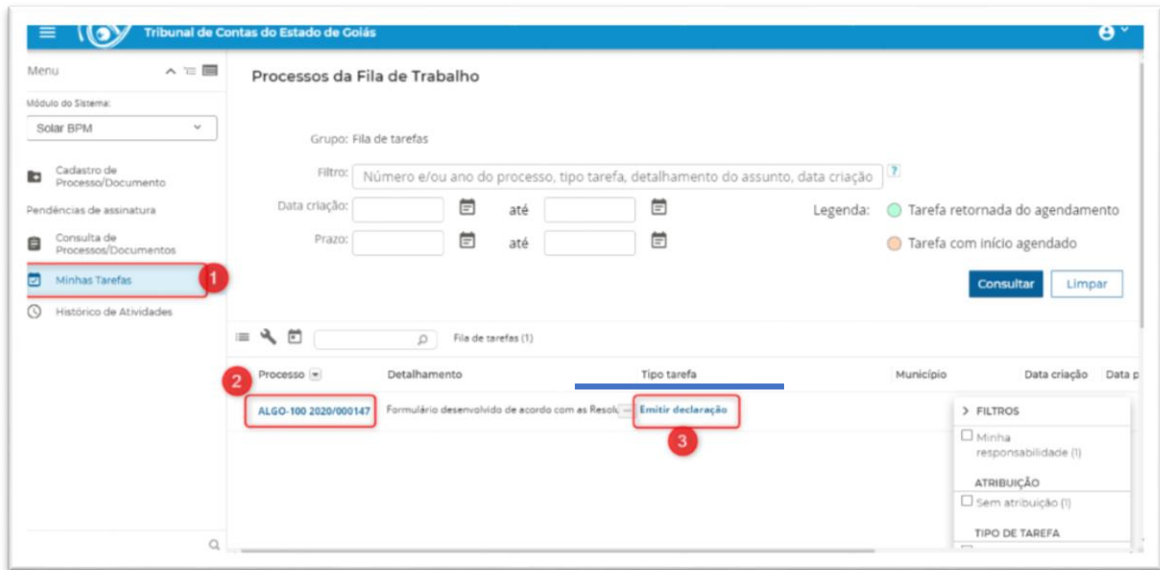 Tribunal de Contas do Estado de Goiás
Menu
Módulo do Sistema:
Solar BPM
Cadastro de
Processo/Documento
Pendências de assinatura
Consulta de
Processos/Documentos
Minhas Tarefas
1
Histórico de Atividades
Processos da Fila de Trabalho
Grupo: Fila de tarefas
Filtro: Número e/ou ano do processo, tipo tarefa, detalhamento do assunto, data criação ?
Data criação: até Legenda: Tarefa retornada do agendamento
Prazo: até Tarefa com início agendado
Consultar Limpar
Fila de tarefas (1)
2 Processo Detalhamento Tipo tarefa Município Data criação Data p
ALGO-100 2020/000147 Formulário desenvolvido de acordo com as Resolu ... Emitir declaração
3
> FILTROS
Minha
responsabilidade (1)
ATRIBUIÇÃO
Sem atribuição (1)
TIPO DE TAREFA